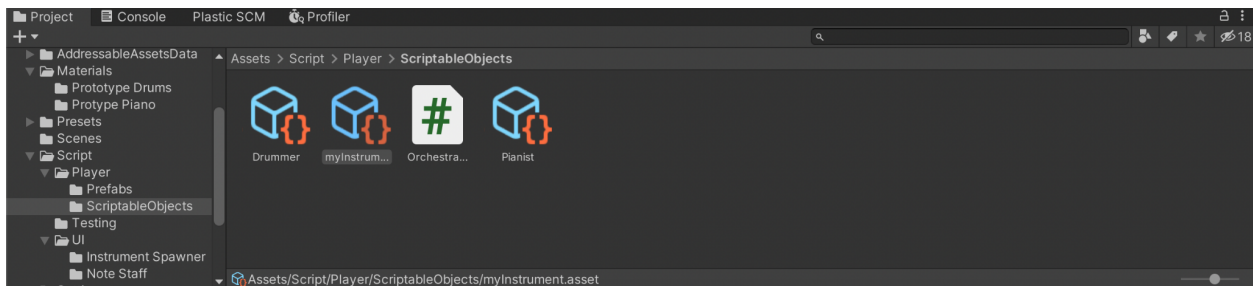 Project Console Plastic SCM Profiler
18
AddressableAssetsData
Materials
Prototype Drums
Protype Piano
Presets
Scenes
Script
Player
Prefabs
ScriptableObjects
Testing
UI
Instrument Spawner
Note Staff
Assets > Script > Player > ScriptableObjects
Drummer myInstrum... Orchestra... Pianist
Assets/Script/Player/ScriptableObjects/myInstrument.asset